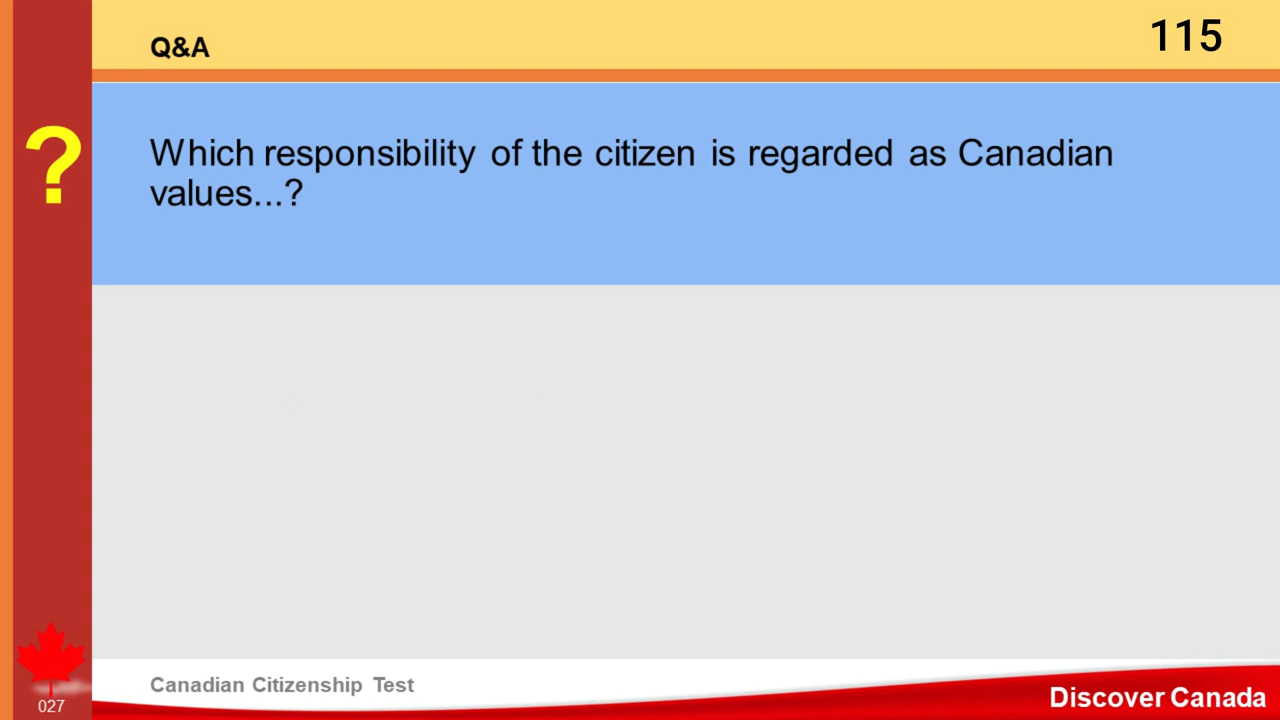 Q&A
115
?
Which responsibility of the citizen is regarded as Canadian
values...?
Canadian Citizenship Test
027
Discover Canada